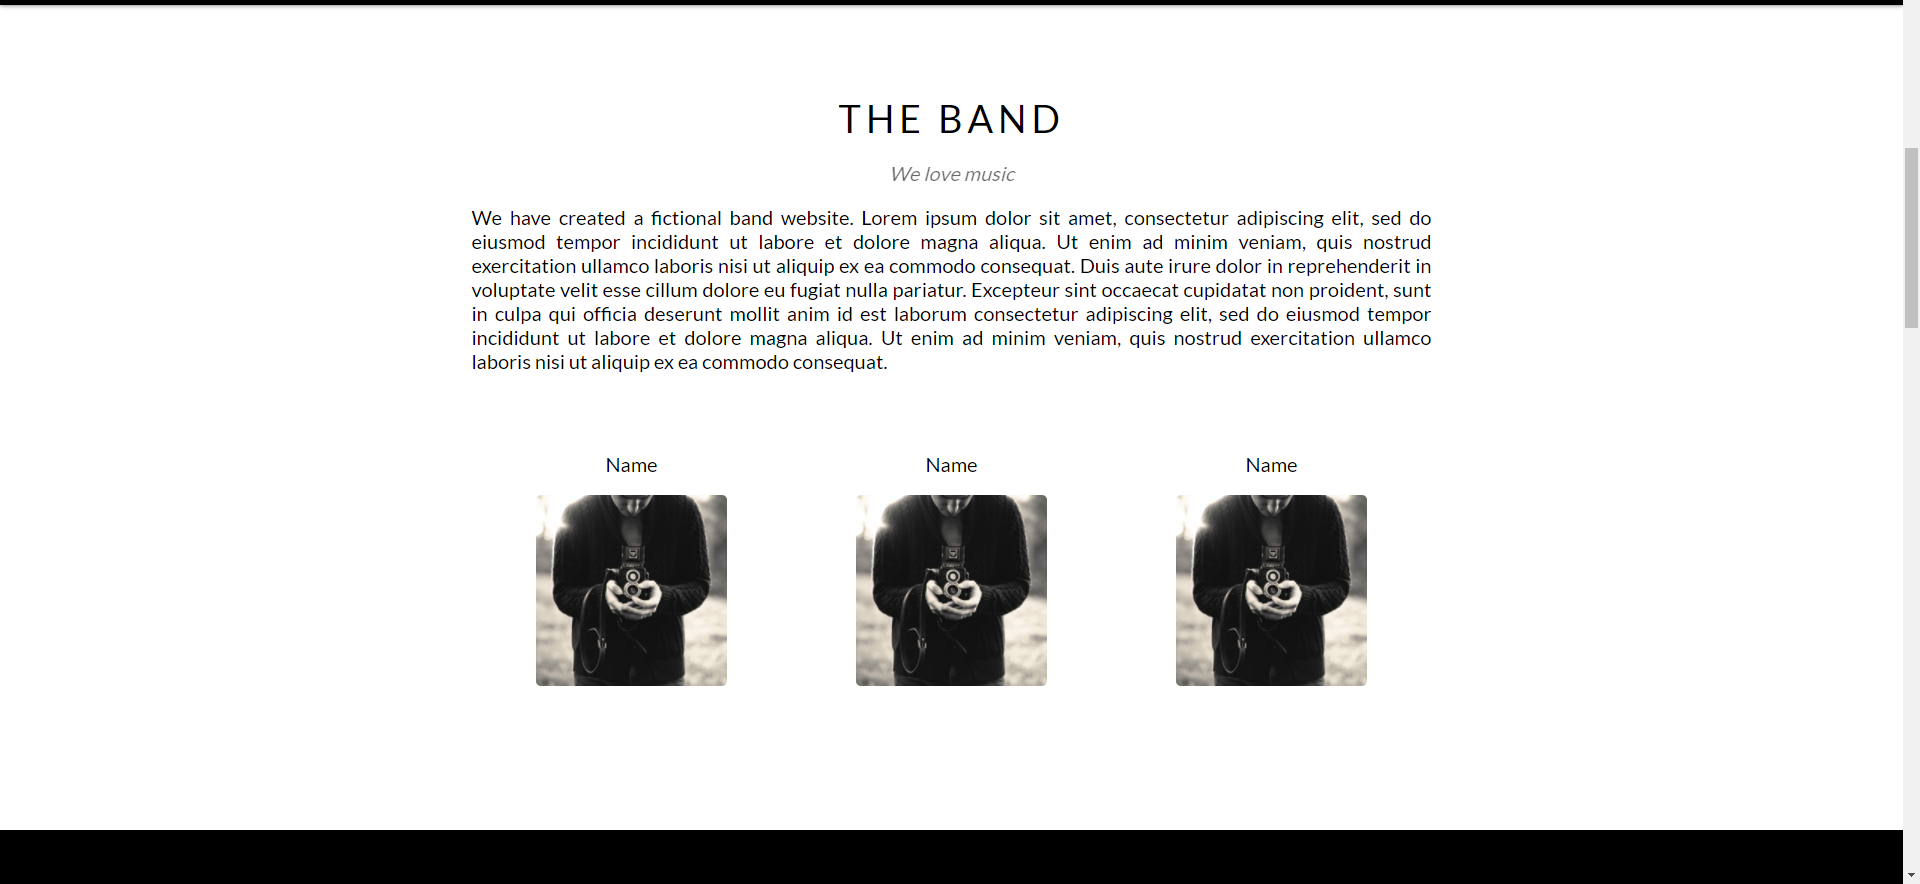 THE BAND
We love music
We have created a fictional band website. Lorem ipsum dolor sit amet, consectetur adipiscing elit, sed do
eiusmod tempor incididunt ut labore et dolore magna aliqua. Ut enim ad minim veniam, quis nostrud
exercitation ullamco laboris nisi ut aliquip ex ea commodo consequat. Duis aute irure dolor in reprehenderit in
voluptate velit esse cillum dolore eu fugiat nulla pariatur. Excepteur sint occaecat cupidatat non proident, sunt
in culpa qui officia deserunt mollit anim id est laborum consectetur adipiscing elit, sed do eiusmod tempor
incididunt ut labore et dolore magna aliqua. Ut enim ad minim veniam, quis nostrud exercitation ullamco
laboris nisi ut aliquip ex ea commodo consequat.
Name Name Name